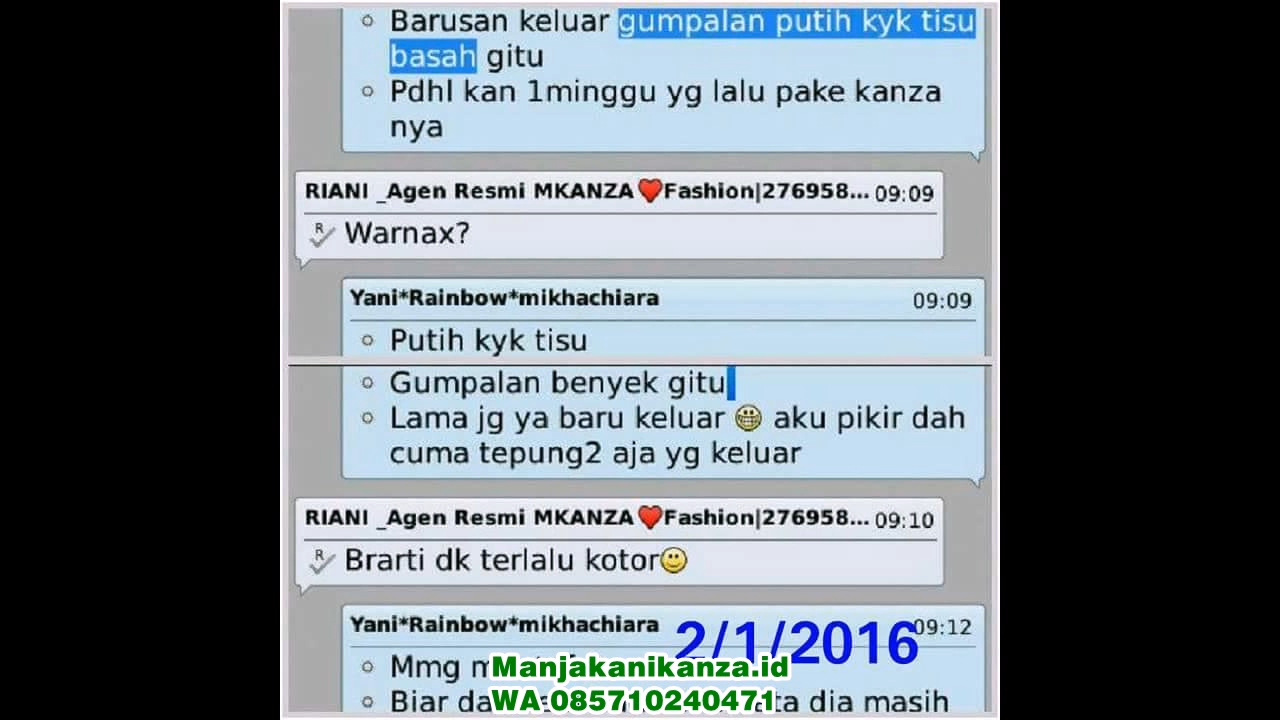 Barusan keluar gumpalan putih kyk tisu
basah gitu
Pdhl kan 1minggu yg lalu pake kanza
nya
RIANI _Agen Resmi MKANZA❤Fashion|276958... 09:09
Warnax?
Yani*Rainbow*mikhachiara 09:09
Putih kyk tisu
Gumpalan benyek gitu
Lama jg ya baru keluar 😁 aku pikir dah
cuma tepung2 aja yg keluar
RIANI _Agen Resmi MKANZA❤Fashion|276958... 09:10
Brarti dk terlalu kotor🙂
Yani*Rainbow*mikhachiara 09:12
2/1/2016
Mmg
Manjakanikanza.id
Biar dia masih
WA:085710240471